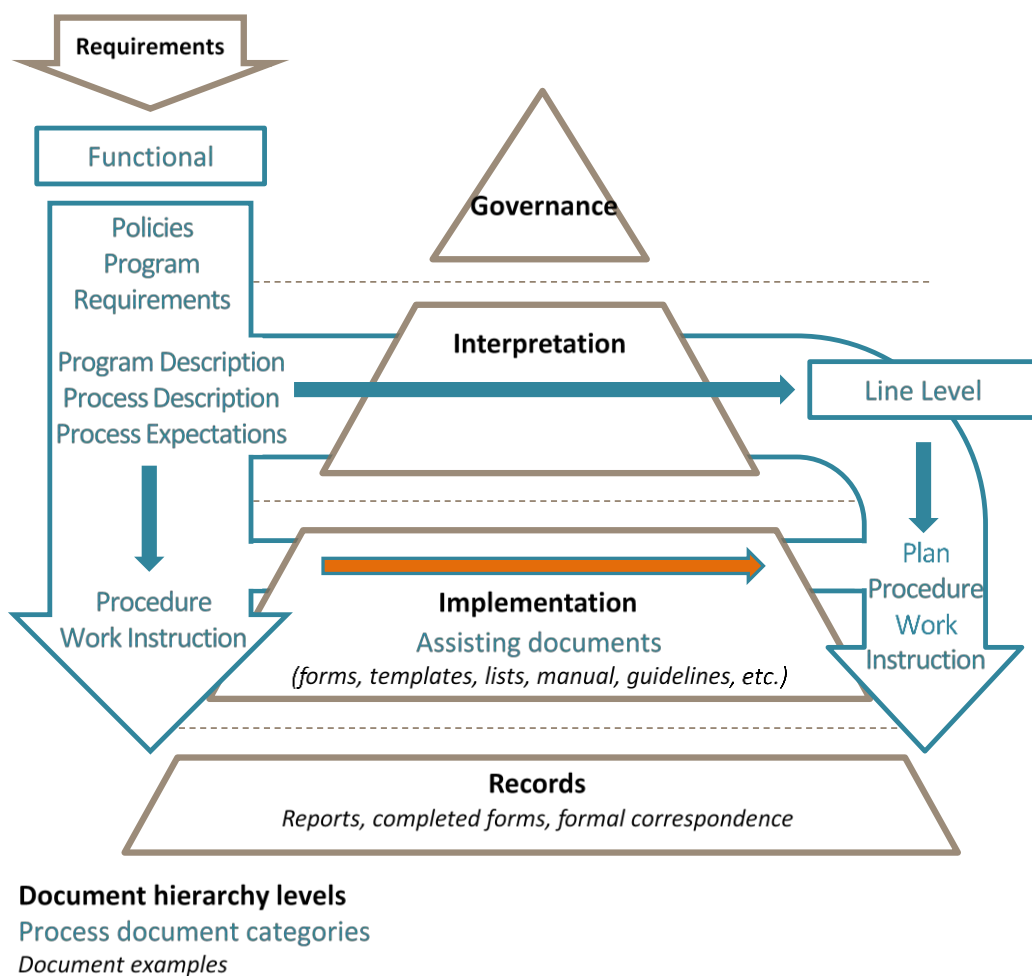 Requirements
Functional
Policies
Program
Requirements
Program Description
Process Description
Process Expectations
Procedure
Work Instruction
Governance
Interpretation
Line Level
Plan
Procedure
Work
Instruction
Implementation
Assisting documents
(forms, templates, lists, manual, guidelines, etc.)
Records
Reports, completed forms, formal correspondence
Document hierarchy levels
Process document categories
Document examples